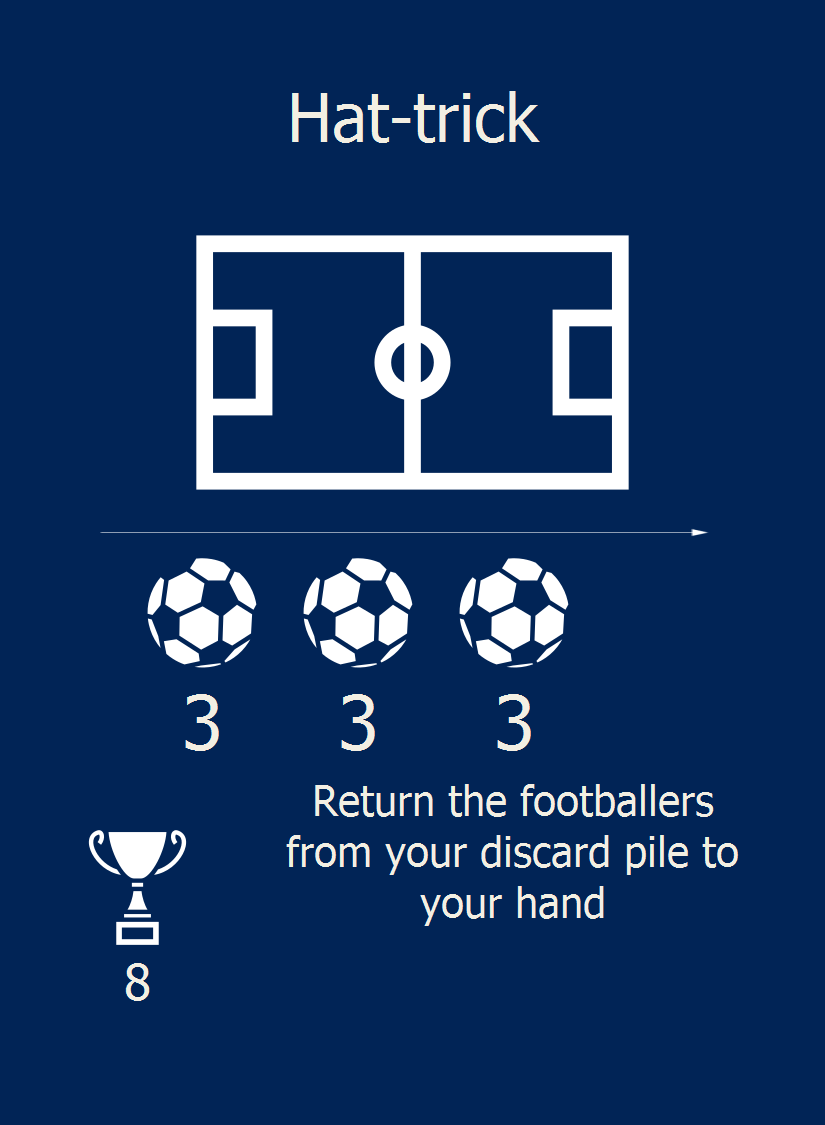 Hat-trick
3 3 3
Return the footballers
from your discard pile to
your hand
8